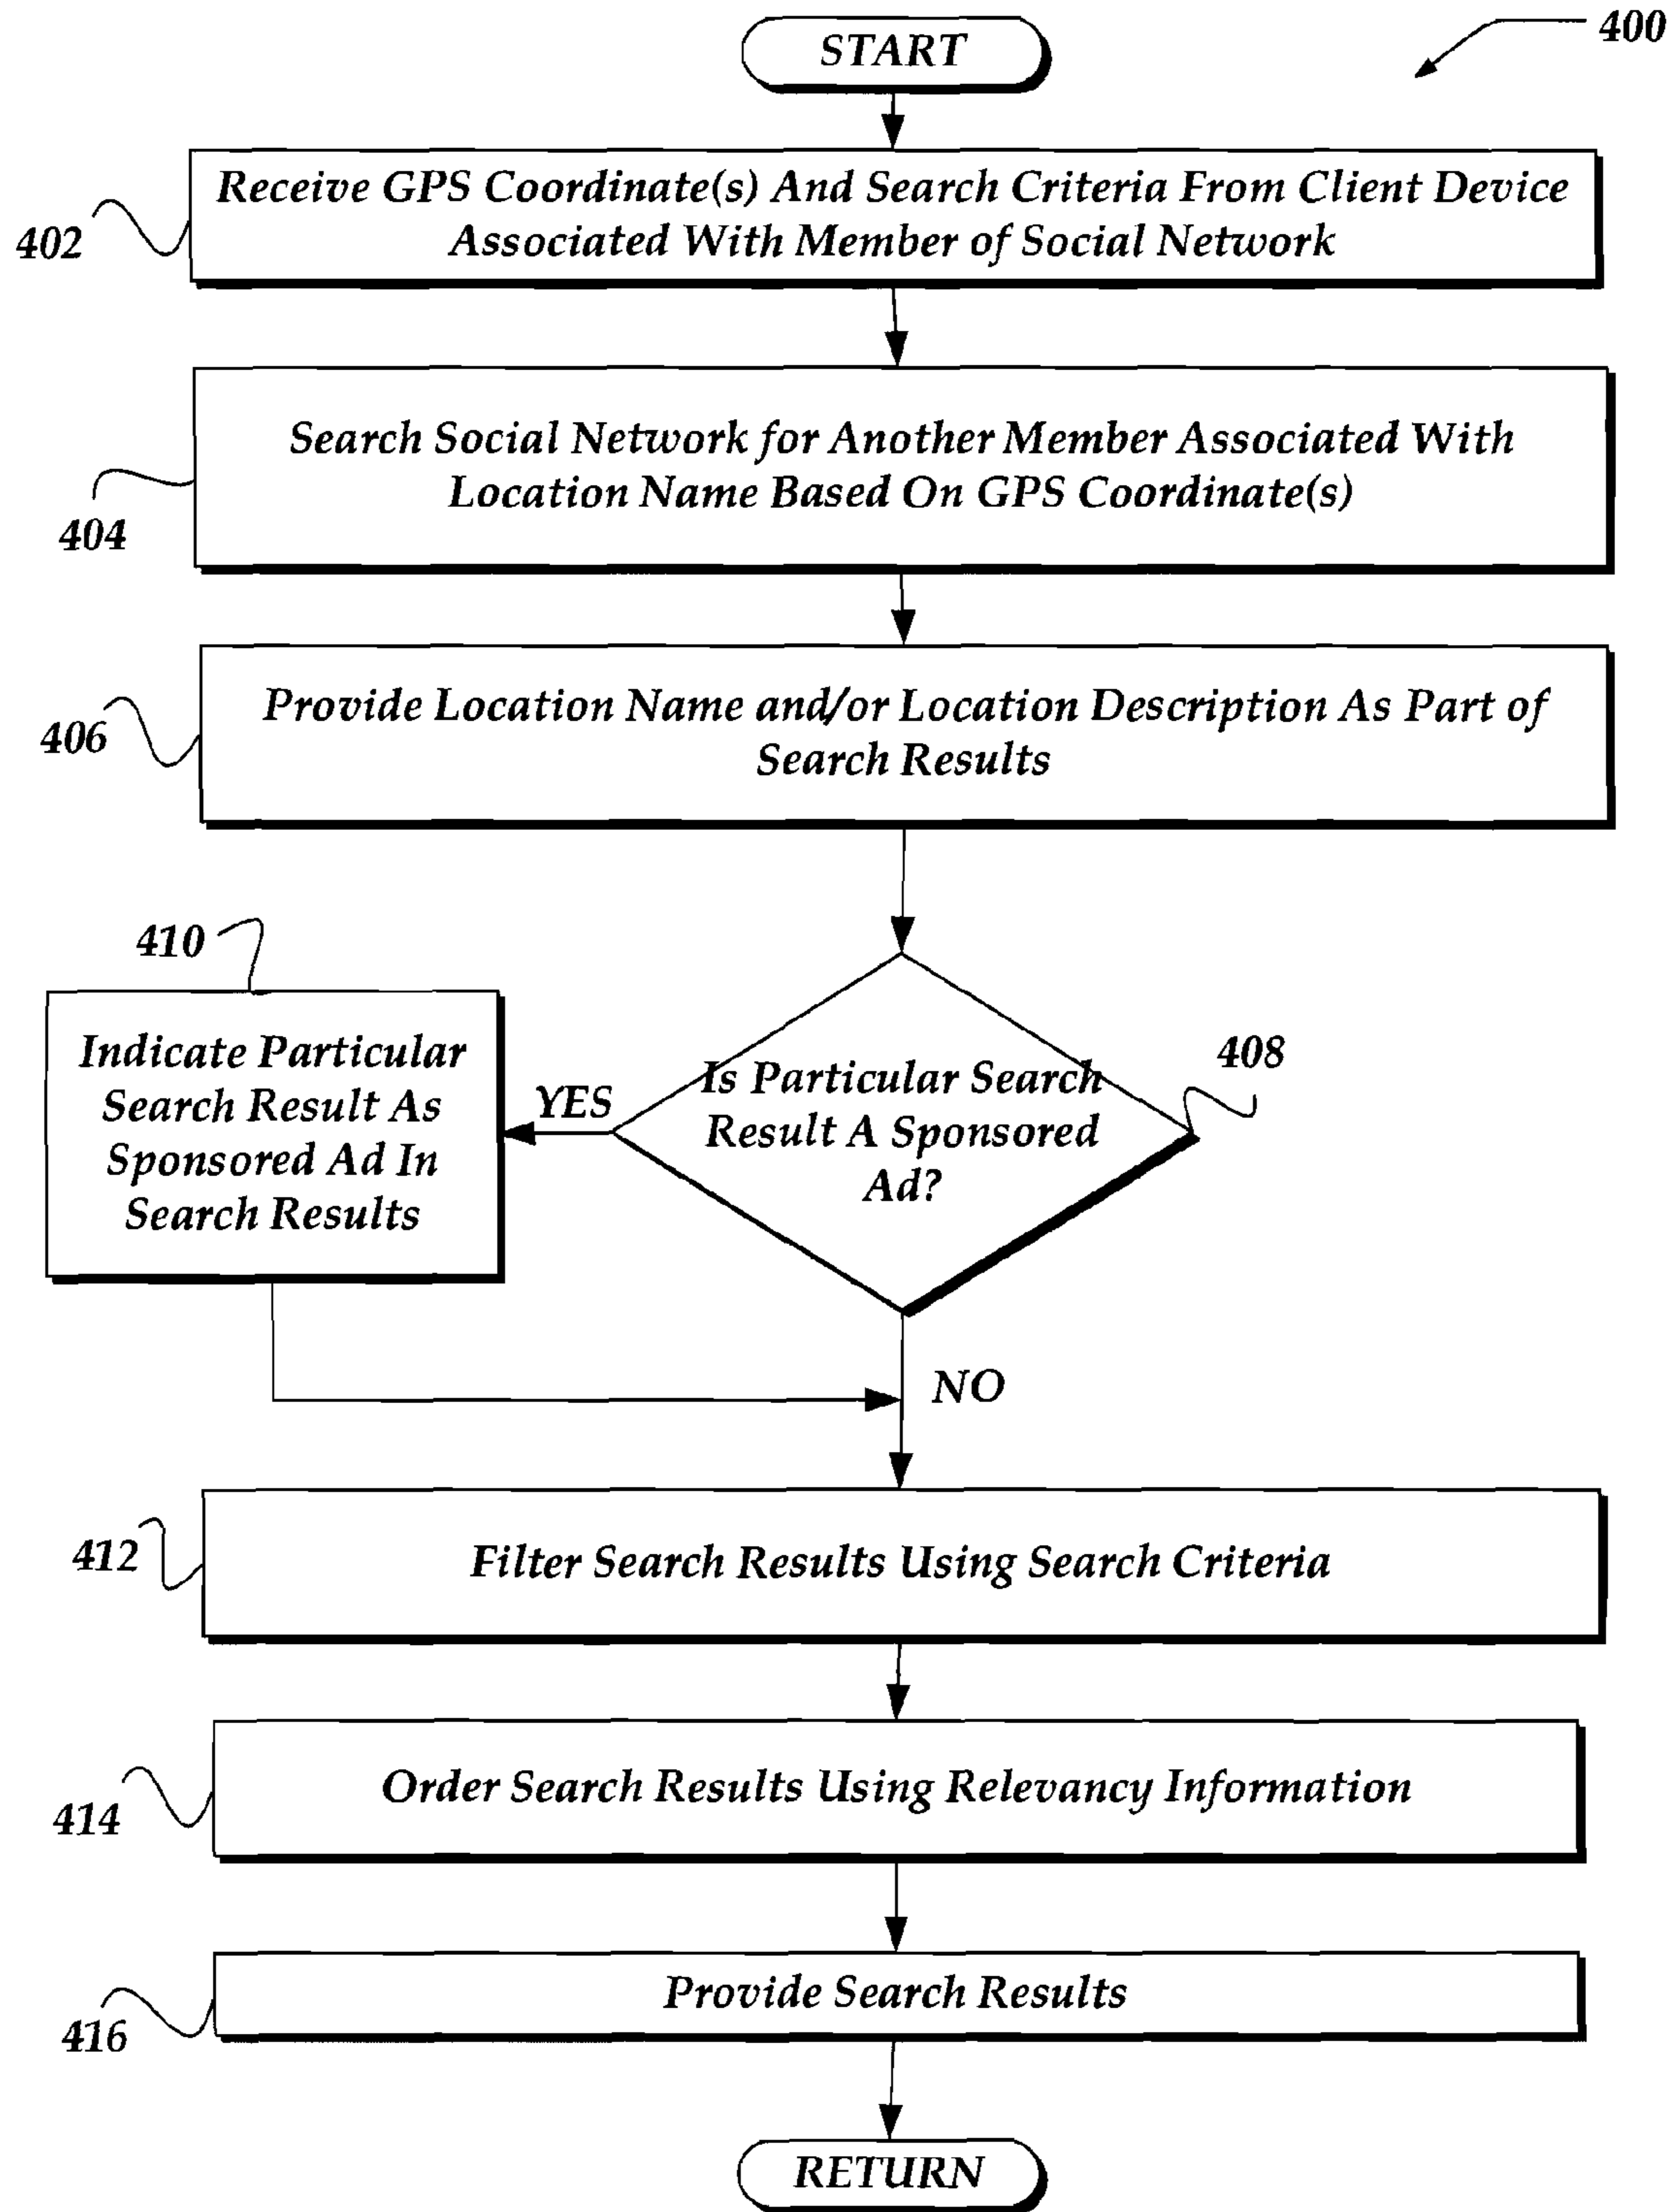 START
400
Receive GPS Coordinate(s) And Search Criteria From Client Device
Associated With Member of Social Network
402
Search Social Network for Another Member Associated With
Location Name Based On GPS Coordinate(s)
404
Provide Location Name and/or Location Description As Part of
Search Results
406
410
Indicate Particular
Search Result As
Sponsored Ad In
Search Results
YES
Is Particular Search
Result A Sponsored
Ad?
408
NO
412
Filter Search Results Using Search Criteria
Order Search Results Using Relevancy Information
414
Provide Search Results
416
RETURN